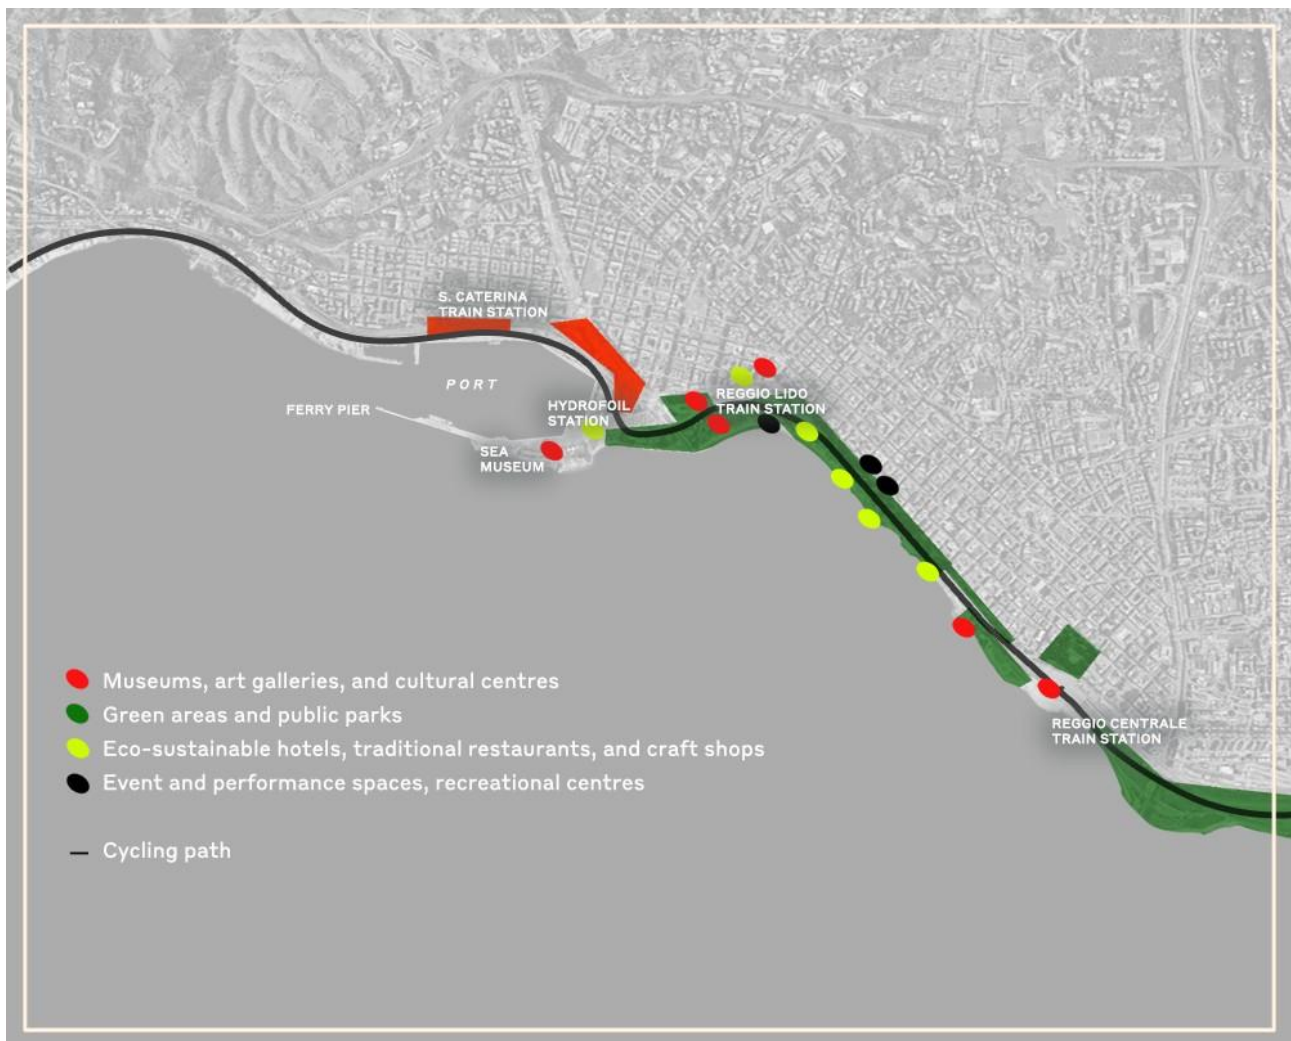 S. CATERINA
TRAIN STATION
PORT
FERRY PIER
HYDROFOIL
STATION
REGGIO LIDO
TRAIN STATION
SEA
MUSEUM
Museums, art galleries, and cultural centres
Green areas and public parks
Eco-sustainable hotels, traditional restaurants, and craft shops
Event and performance spaces, recreational centres
REGGIO CENTRALE
TRAIN STATION
Cycling path